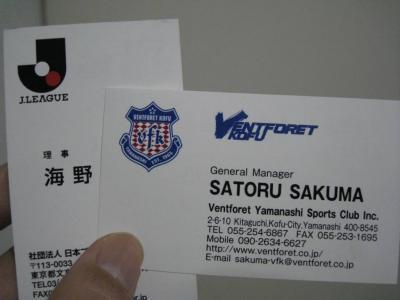 J.LEAGUE
理 事
海 野
社団法人 日本
〒113-0033
東京都文
TEL03/
VENTFORET KOFU
vfk
YAMANASHI
VENTFORET
KOFU
General Manager
SATORU SAKUMA
Ventforet Yamanashi Sports Club Inc.
2-6-10 Kitaguchi,Kofu-City,Yamanashi 400-8545
TEL 055-254-6867 FAX 055-253-1695
Mobile 090-2634-6627
http://www.ventforet.co.jp/
E-mail sakuma-vfk@ventforet.co.jp